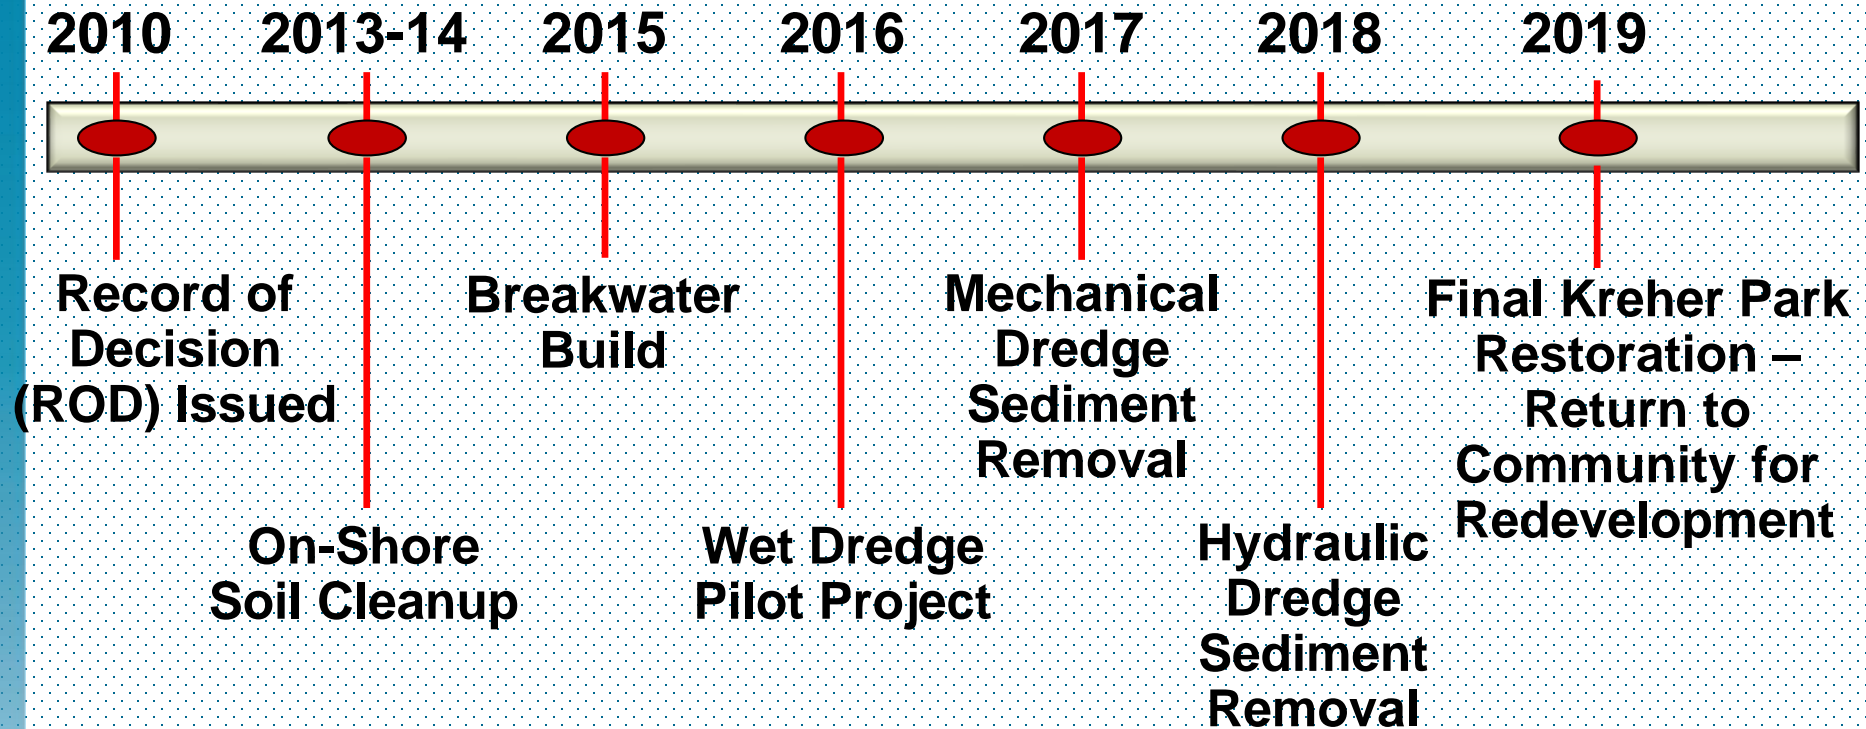 2010
2013-14
2015
2016
2017
2018
2019
Record of
Decision
(ROD) Issued
On-Shore
Soil Cleanup
Breakwater
Build
Wet Dredge
Pilot Project
Mechanical
Dredge
Sediment
Removal
Hydraulic
Dredge
Sediment
Removal
Final Kreher Park
Restoration –
Return to
Community for
Redevelopment